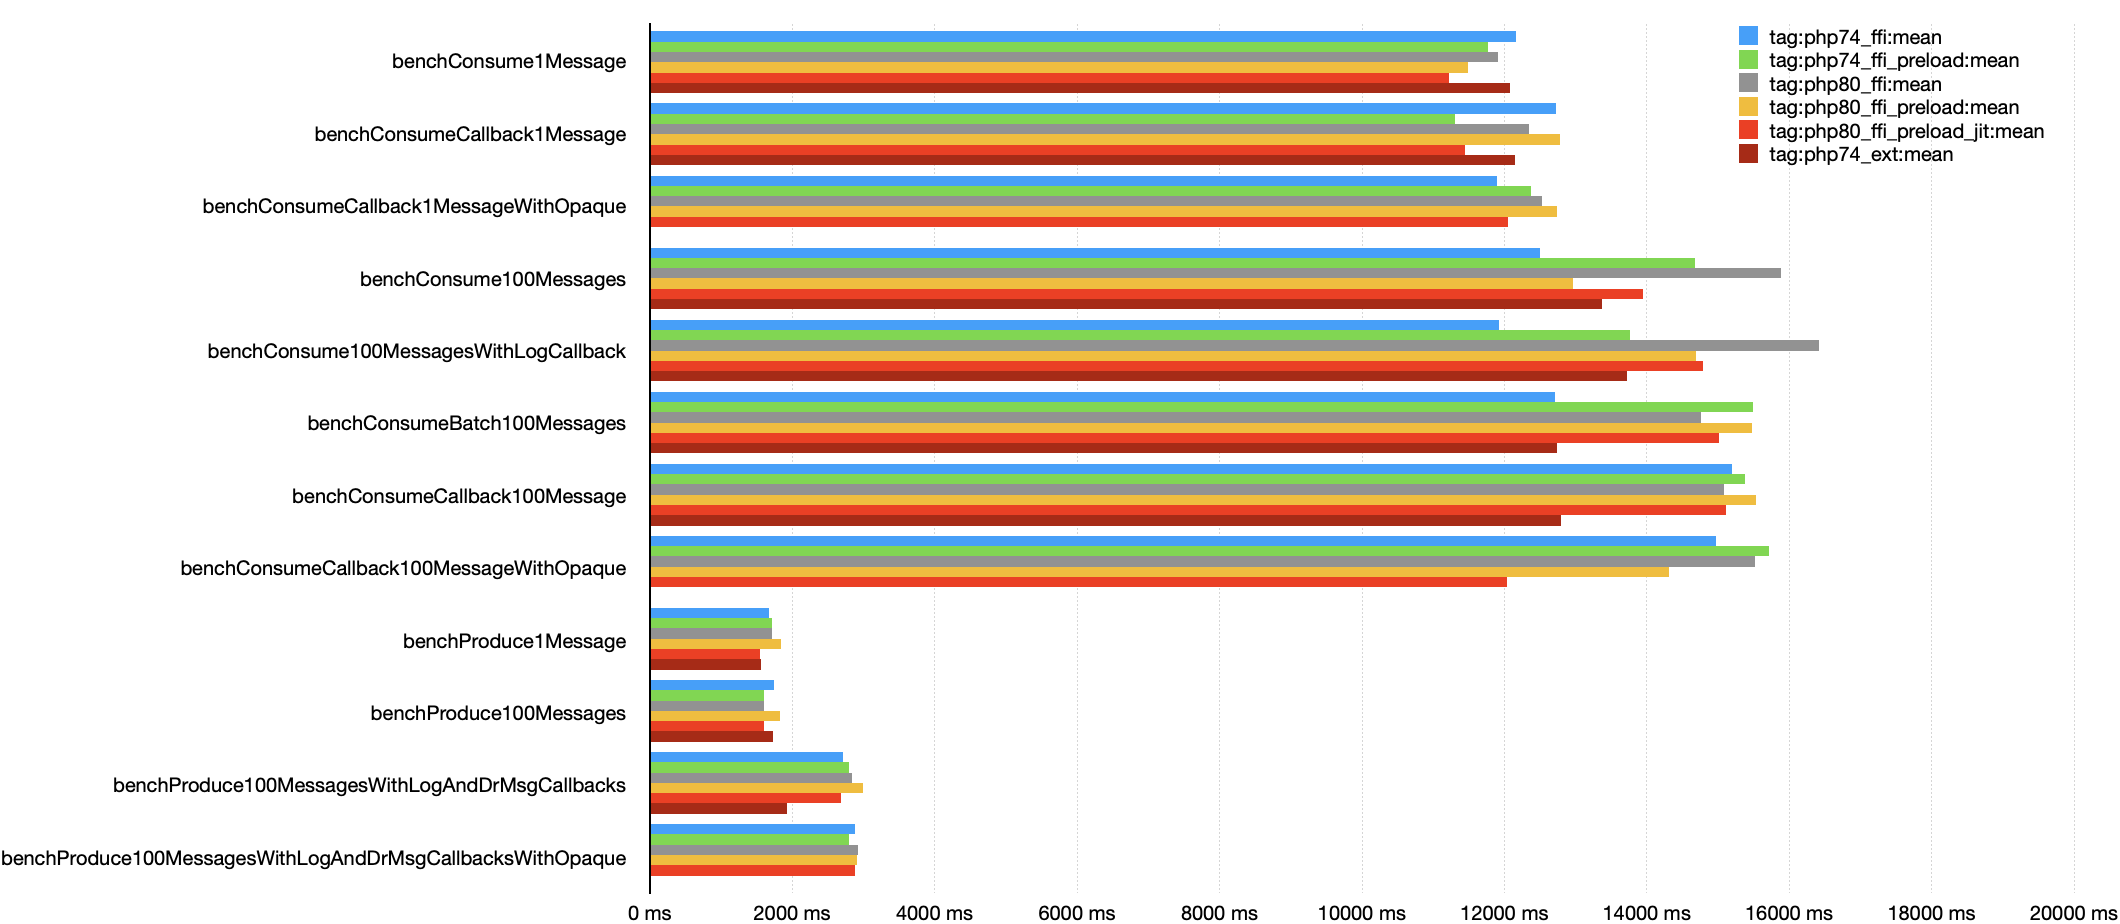 benchConsume1Message
benchConsumeCallback1Message
benchConsumeCallback1MessageWithOpaque
benchConsume100Messages
benchConsume100MessagesWithLogCallback
benchConsumeBatch100Messages
benchConsumeCallback100Message
benchConsumeCallback100MessageWithOpaque
benchProduce1Message
benchProduce100Messages
benchProduce100MessagesWithLogAndDrMsgCallbacks
benchProduce100MessagesWithLogAndDrMsgCallbacksWithOpaque
tag:php74_ffi:mean
tag:php74_ffi_preload:mean
tag:php80_ffi:mean
tag:php80_ffi_preload:mean
tag:php80_ffi_preload_jit:mean
tag:php74_ext:mean
0 ms 2000 ms 4000 ms 6000 ms 8000 ms 10000 ms 12000 ms 14000 ms 16000 ms 18000 ms 20000 ms